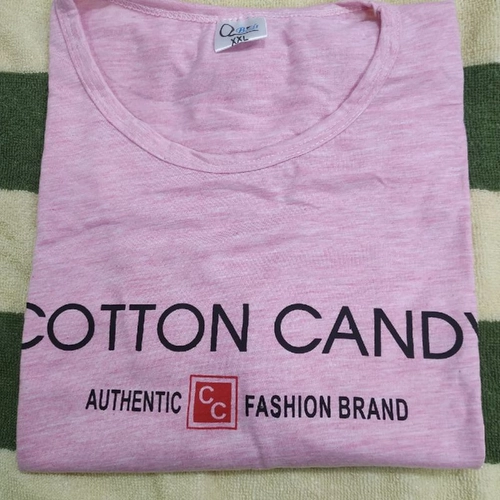 XXL
COTTON CANDY
AUTHENTIC CC FASHION BRAND